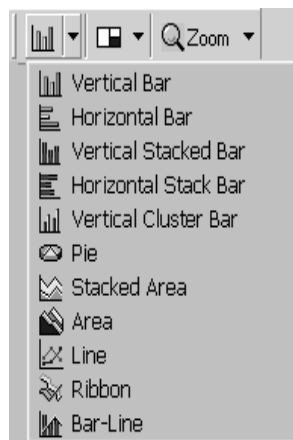 Zoom
Vertical Bar
Horizontal Bar
Vertical Stacked Bar
Horizontal Stack Bar
Vertical Cluster Bar
Pie
Stacked Area
Area
Line
Ribbon
Bar-Line